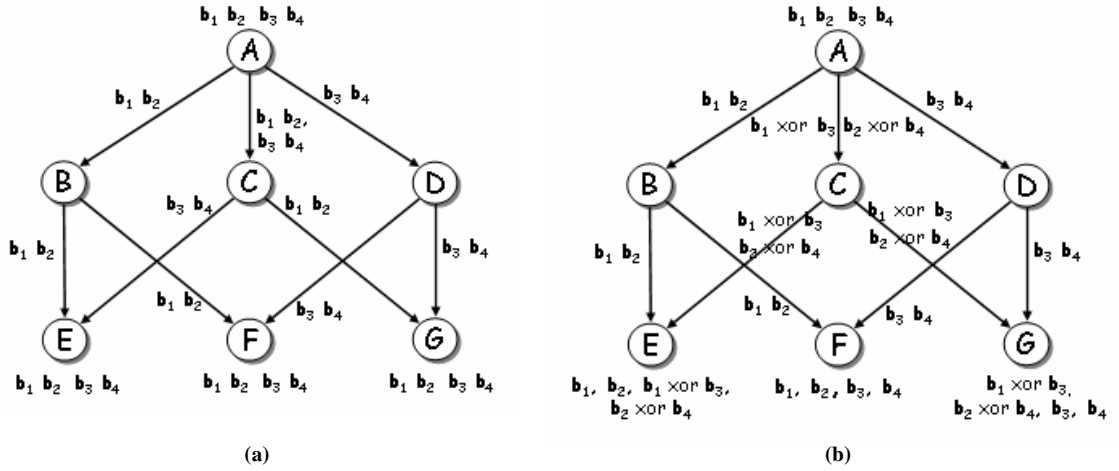 b₁ b₂ b₃ b₄
A
b₁ b₂
b₃ b₄
b₁ b₂,
b₃ b₄
B
C
D
b₃ b₄
b₁ b₂
b₁ b₂
b₃ b₄
b₁ b₂
b₃ b₄
E
F
G
b₁ b₂ b₃ b₄
b₁ b₂ b₃ b₄
b₁ b₂ b₃ b₄
(a)
b₁ b₂ b₃ b₄
A
b₁ b₂
b₃ b₄
b₁ xor b₃
b₂ xor b₄
B
C
D
b₁ xor b₃
b₂ xor b₄
b₁ xor b₃
b₂ xor b₄
b₁ b₂
b₃ b₄
b₁ b₂
b₃ b₄
E
F
G
b₁, b₂, b₁ xor b₃,
b₂ xor b₄
b₁, b₂, b₃, b₄
b₁ xor b₃,
b₂ xor b₄, b₃, b₄
(b)